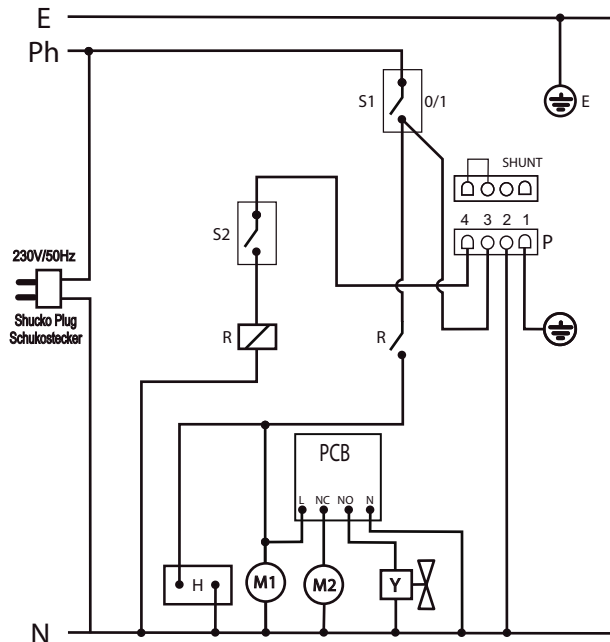 E
Ph
S1 0/1
E
SHUNT
4 3 2 1
P
S2
230V/50Hz
Shucko Plug
Schukostecker
R
R
PCB
L NC NO N
H
M1
M2
Y
N